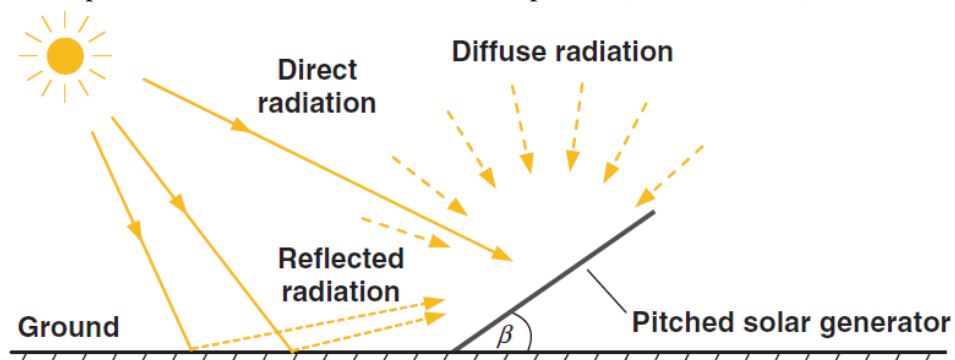 Diffuse radiation
Direct
radiation
Reflected
radiation
Ground
β
Pitched solar generator